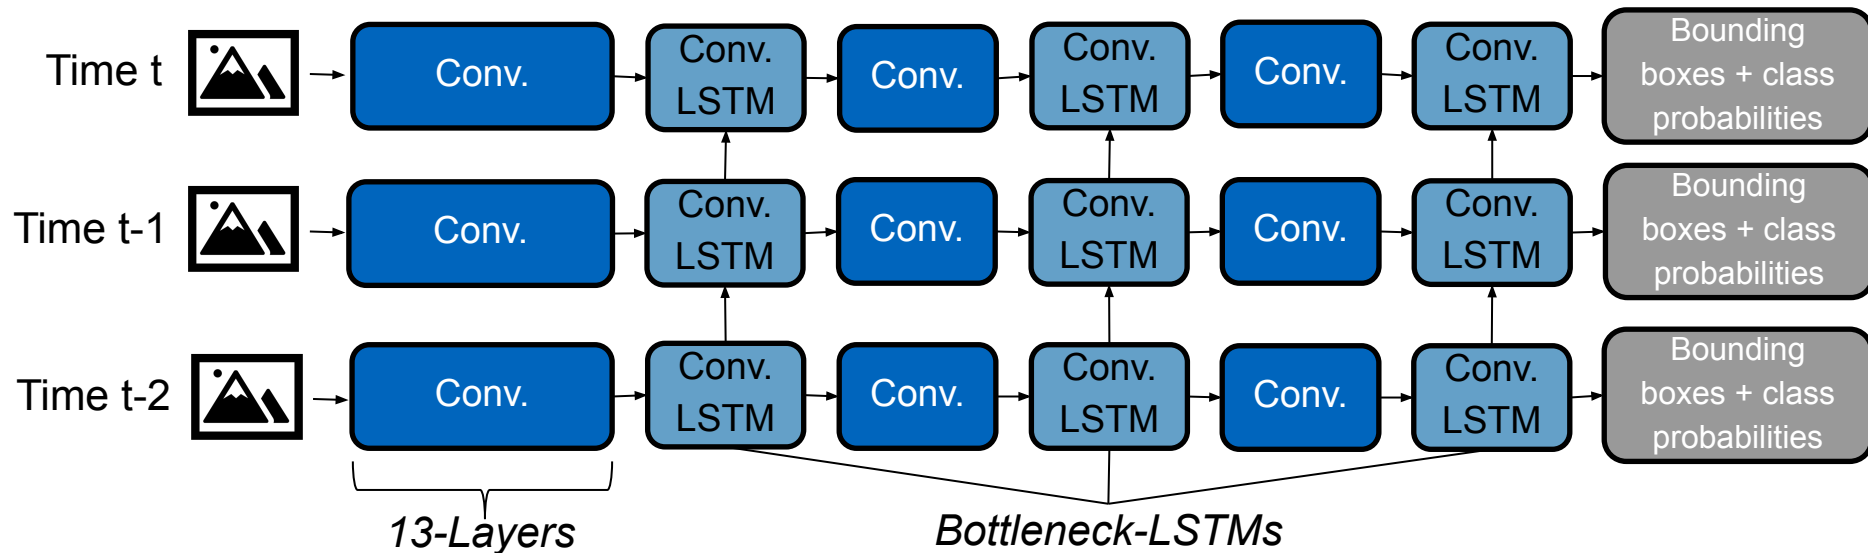 Time t
Conv.
Conv.
LSTM
Conv.
Conv.
LSTM
Conv.
Conv.
LSTM
Bounding
boxes + class
probabilities
Time t-1
Conv.
Conv.
LSTM
Conv.
Conv.
LSTM
Conv.
Conv.
LSTM
Bounding
boxes + class
probabilities
Time t-2
Conv.
Conv.
LSTM
Conv.
Conv.
LSTM
Conv.
Conv.
LSTM
Bounding
boxes + class
probabilities
13-Layers
Bottleneck-LSTMs